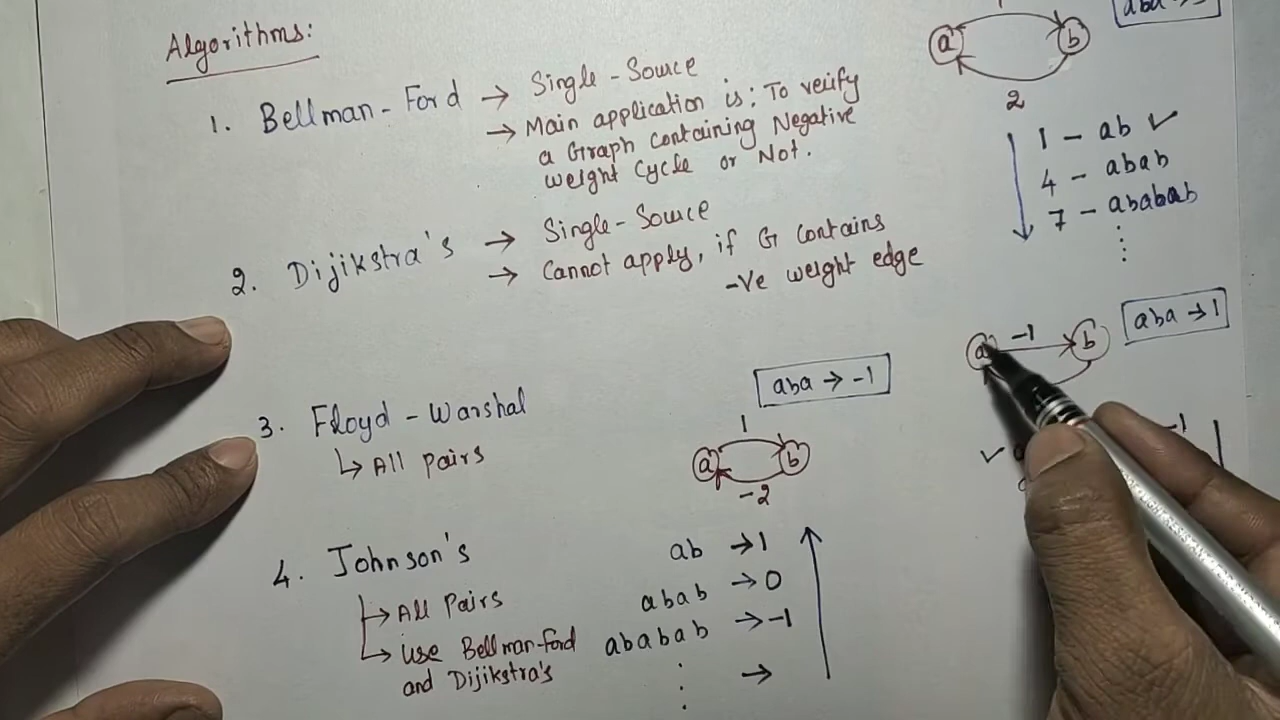 Algorithms:
1. Bellman-Ford → Single-Source
→ Main application is: To verify
a Graph containing Negative
weight cycle or Not.
2. Dijikstra's → Single-Source
→ Cannot apply, if G contains
-Ve weight edge
3. Floyd-Warshal
↳ All Pairs
4. Johnson's
→ All Pairs
→ use Bellman-Ford
and Dijikstra's
aba → -1
1
a b
-2
ab → 1
abab → 0
ababab → -1
:
: →
a b
2
1 - ab ✓
4 - abab
7 - ababab
⋮
aba → 1
a -1 b
✓
-1